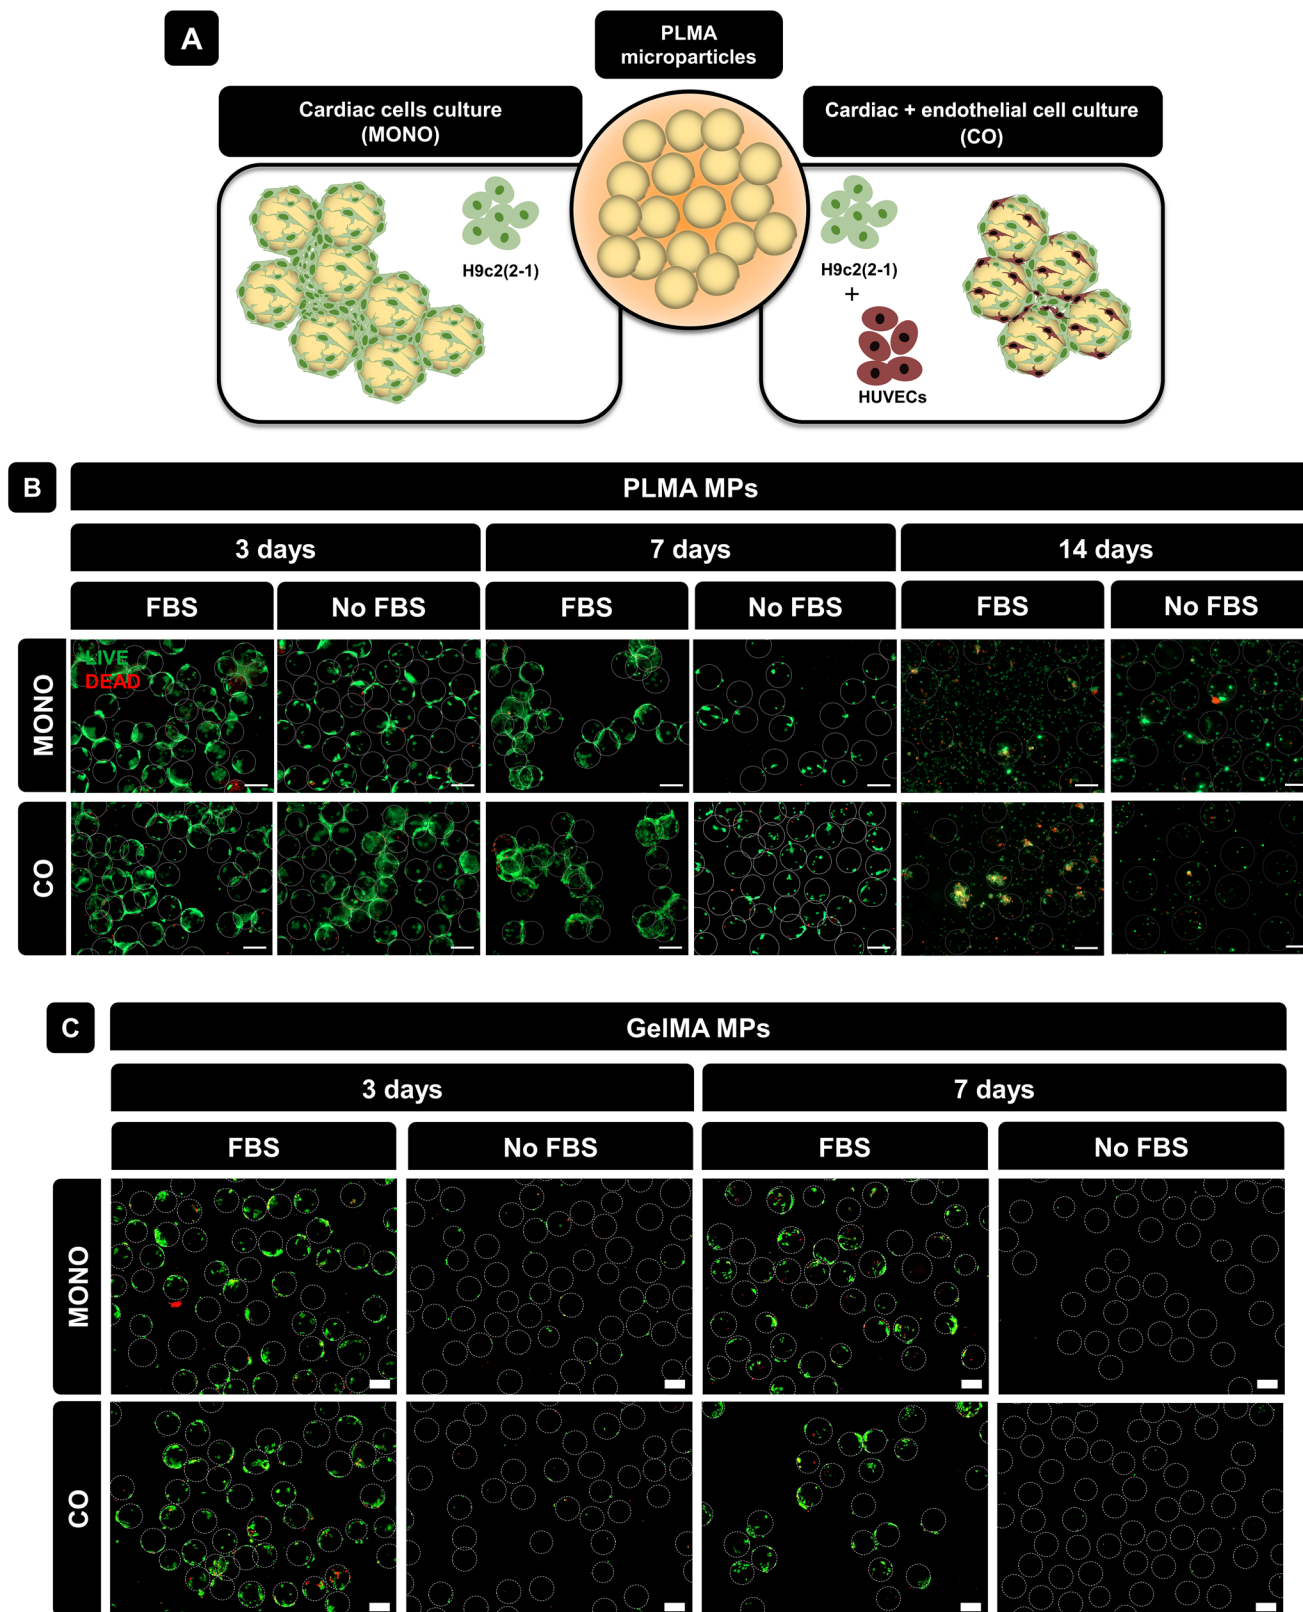 A
PLMA
microparticles
Cardiac cells culture
(MONO)
Cardiac + endothelial cell culture
(CO)
H9c2(2-1)
H9c2(2-1)
+
HUVECs
B
PLMA MPs
3 days
7 days
14 days
FBS
No FBS
FBS
No FBS
FBS
No FBS
MONO
LIVE
DEAD
CO
C
GelMA MPs
3 days
7 days
FBS
No FBS
FBS
No FBS
MONO
CO